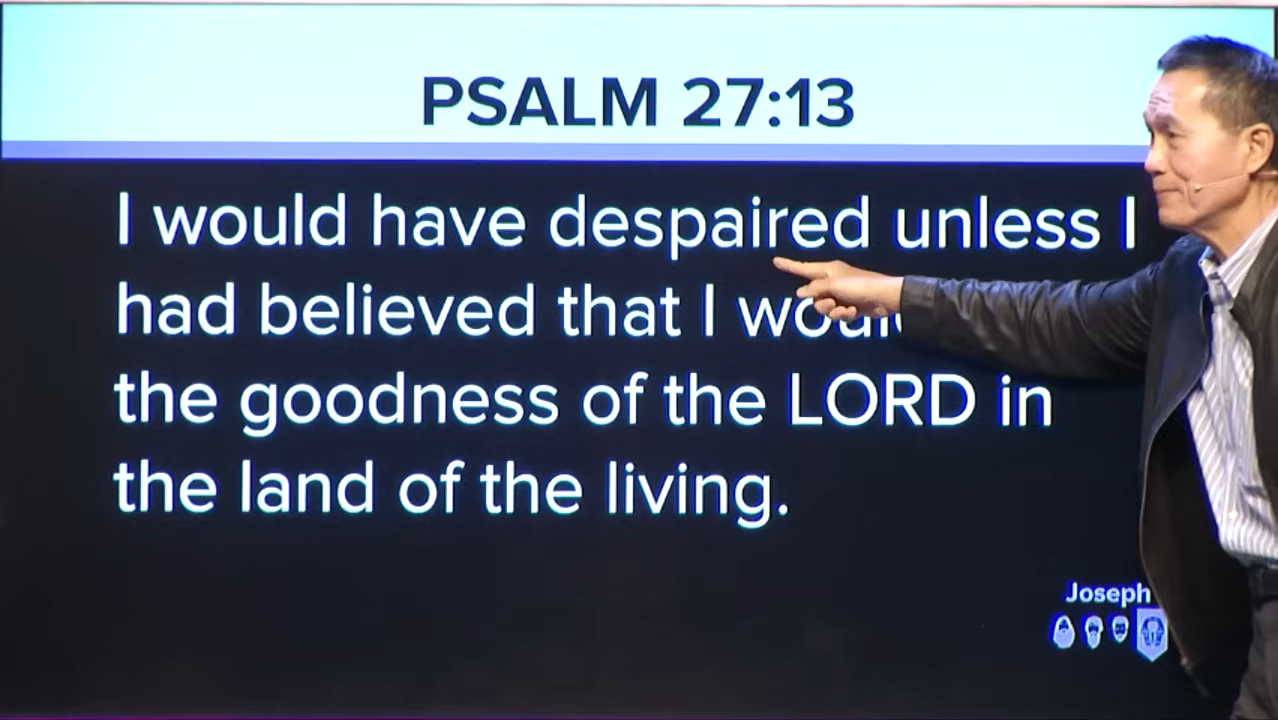 PSALM 27:13
I would have despaired unless I
had believed that I
the goodness of the LORD in
the land of the living.
Joseph